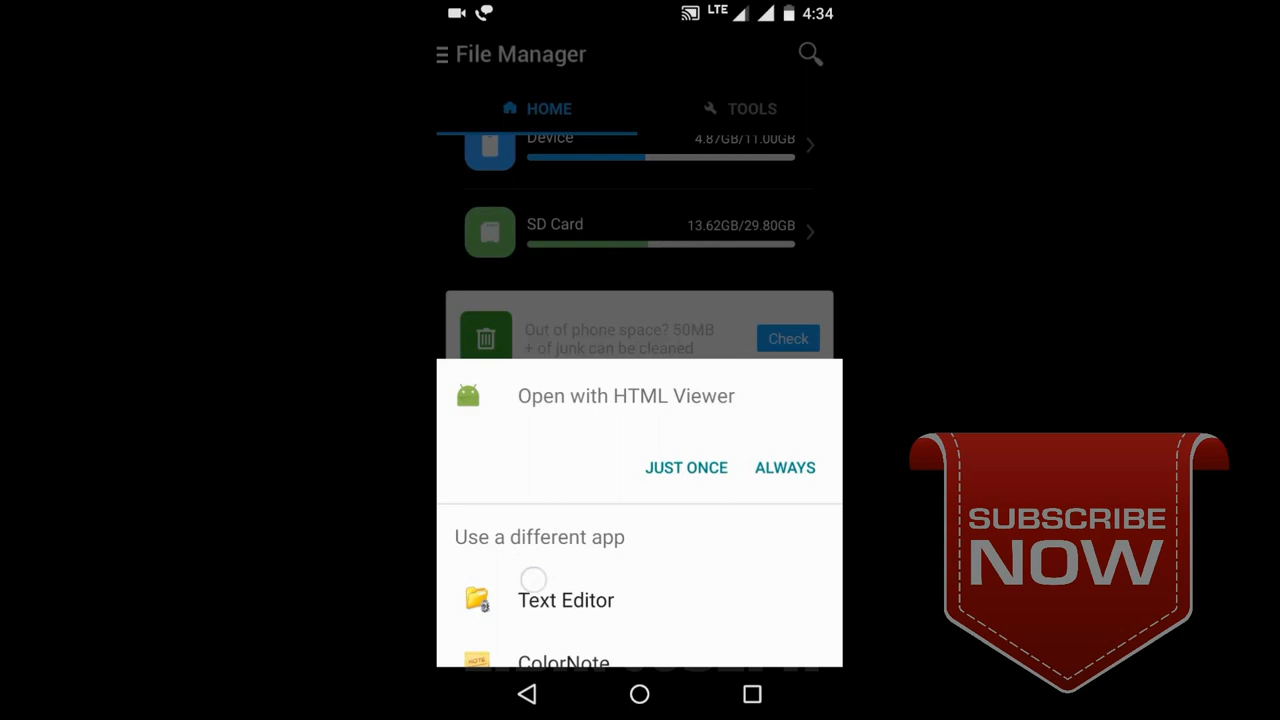 LTE 4:34
File Manager
HOME TOOLS
Device 4.87GB/11.00GB
SD Card 13.62GB/29.80GB
Out of phone space? 50MB
+ of junk can be cleaned
Check
Open with HTML Viewer
JUST ONCE ALWAYS
Use a different app
Text Editor
NOTE
ColorNote
SUBSCRIBE
NOW